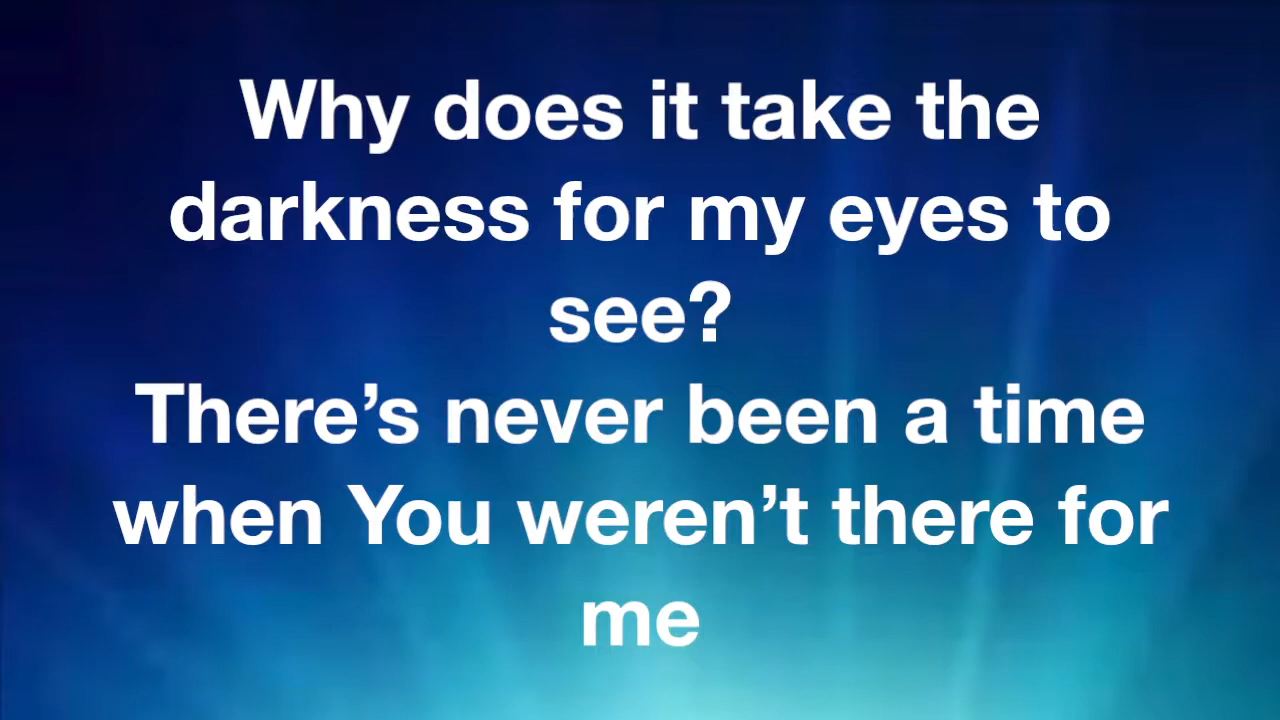 Why does it take the
darkness for my eyes to
see?
There’s never been a time
when You weren’t there for
me